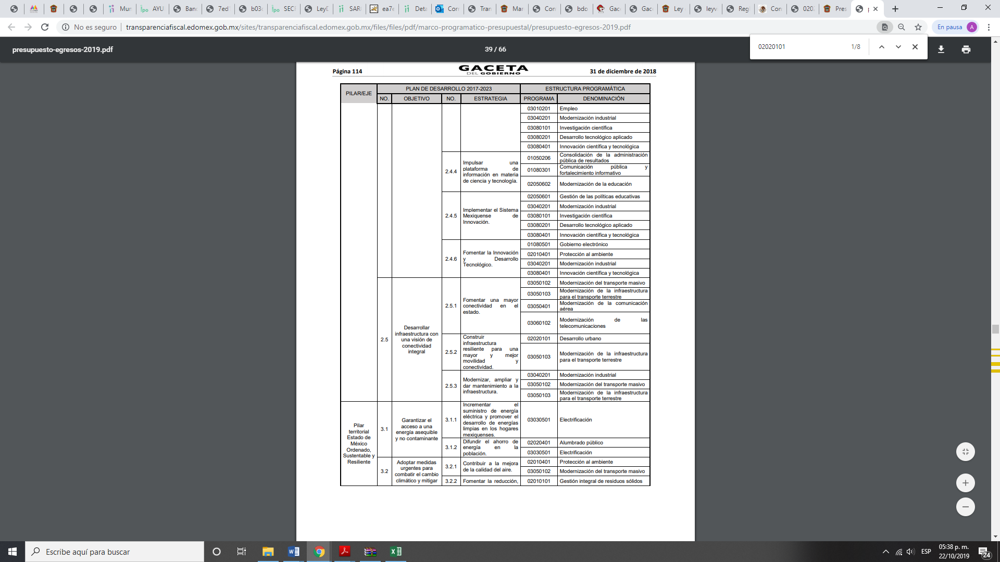 Mun
AYU
Banc
7ed
b03c
SECR
LeyD
SAR
ea7e
Deta
Corr
Tran
Mar
Con
bdo
Gac
Gac
Ley
leyv
Reg
Con
020
Pres
No es seguro
transparenciafiscal.edomex.gob.mx/sites/transparenciafiscal.edomex.gob.mx/files/files/pdf/marco-programatico-presupuestal/presupuesto-egresos-2019.pdf
En pausa
A
presupuesto-egresos-2019.pdf
39 / 66
02020101
1/8
Página 114
GACETA
DEL GOBIERNO
31 de diciembre de 2018
PILAR/EJE
PLAN DE DESARROLLO 2017-2023
ESTRUCTURA PROGRAMÁTICA
NO.
OBJETIVO
NO.
ESTRATEGIA
PROGRAMA
DENOMINACIÓN
03010201 Empleo
03040201 Modernización industrial
03080101 Investigación científica
03080201 Desarrollo tecnológico aplicado
03080401 Innovación científica y tecnológica
2.4.4
Impulsar una
plataforma de
información en materia
de ciencia y tecnología.
01050206
Consolidación de la administración
pública de resultados
01080301
Comunicación pública y
fortalecimiento informativo
02050602 Modernización de la educación
2.4.5
Implementar el Sistema
Mexiquense de
Innovación.
02050601 Gestión de las políticas educativas
03040201 Modernización industrial
03080101 Investigación científica
03080201 Desarrollo tecnológico aplicado
03080401 Innovación científica y tecnológica
2.4.6
Fomentar la Innovación
y Desarrollo
Tecnológico.
01080501 Gobierno electrónico
02010401 Protección al ambiente
03040201 Modernización industrial
03080401 Innovación científica y tecnológica
2.5
Desarrollar
infraestructura con
una visión de
conectividad
integral
2.5.1
Fomentar una mayor
conectividad en el
estado.
03050102 Modernización del transporte masivo
03050103
Modernización de la infraestructura
para el transporte terrestre
03050401
Modernización de la comunicación
aérea
03060102
Modernización de las
telecomunicaciones
2.5.2
Construir
infraestructura
resiliente para una
mayor y mejor
movilidad y
conectividad.
02020101 Desarrollo urbano
03050103
Modernización de la infraestructura
para el transporte terrestre
2.5.3
Modernizar, ampliar y
dar mantenimiento a la
infraestructura.
03040201 Modernización industrial
03050102 Modernización del transporte masivo
03050103
Modernización de la infraestructura
para el transporte terrestre
Pilar
territorial
Estado de
México
Ordenado,
Sustentable y
Resiliente
3.1
Garantizar el
acceso a una
energía asequible
y no contaminante
3.1.1
Incrementar el
suministro de energía
eléctrica y promover el
desarrollo de energías
limpias en los hogares
mexiquenses.
03030501 Electrificación
3.1.2
Difundir el ahorro de
energía en la
población.
02020401 Alumbrado público
03030501 Electrificación
3.2
Adoptar medidas
urgentes para
combatir el cambio
climático y mitigar
3.2.1
Contribuir a la mejora
de la calidad del aire.
02010401 Protección al ambiente
03050102 Modernización del transporte masivo
3.2.2
Fomentar la reducción,
02010101 Gestión integral de residuos sólidos
Escribe aquí para buscar
ESP
05:38 p. m.
22/10/2019
24